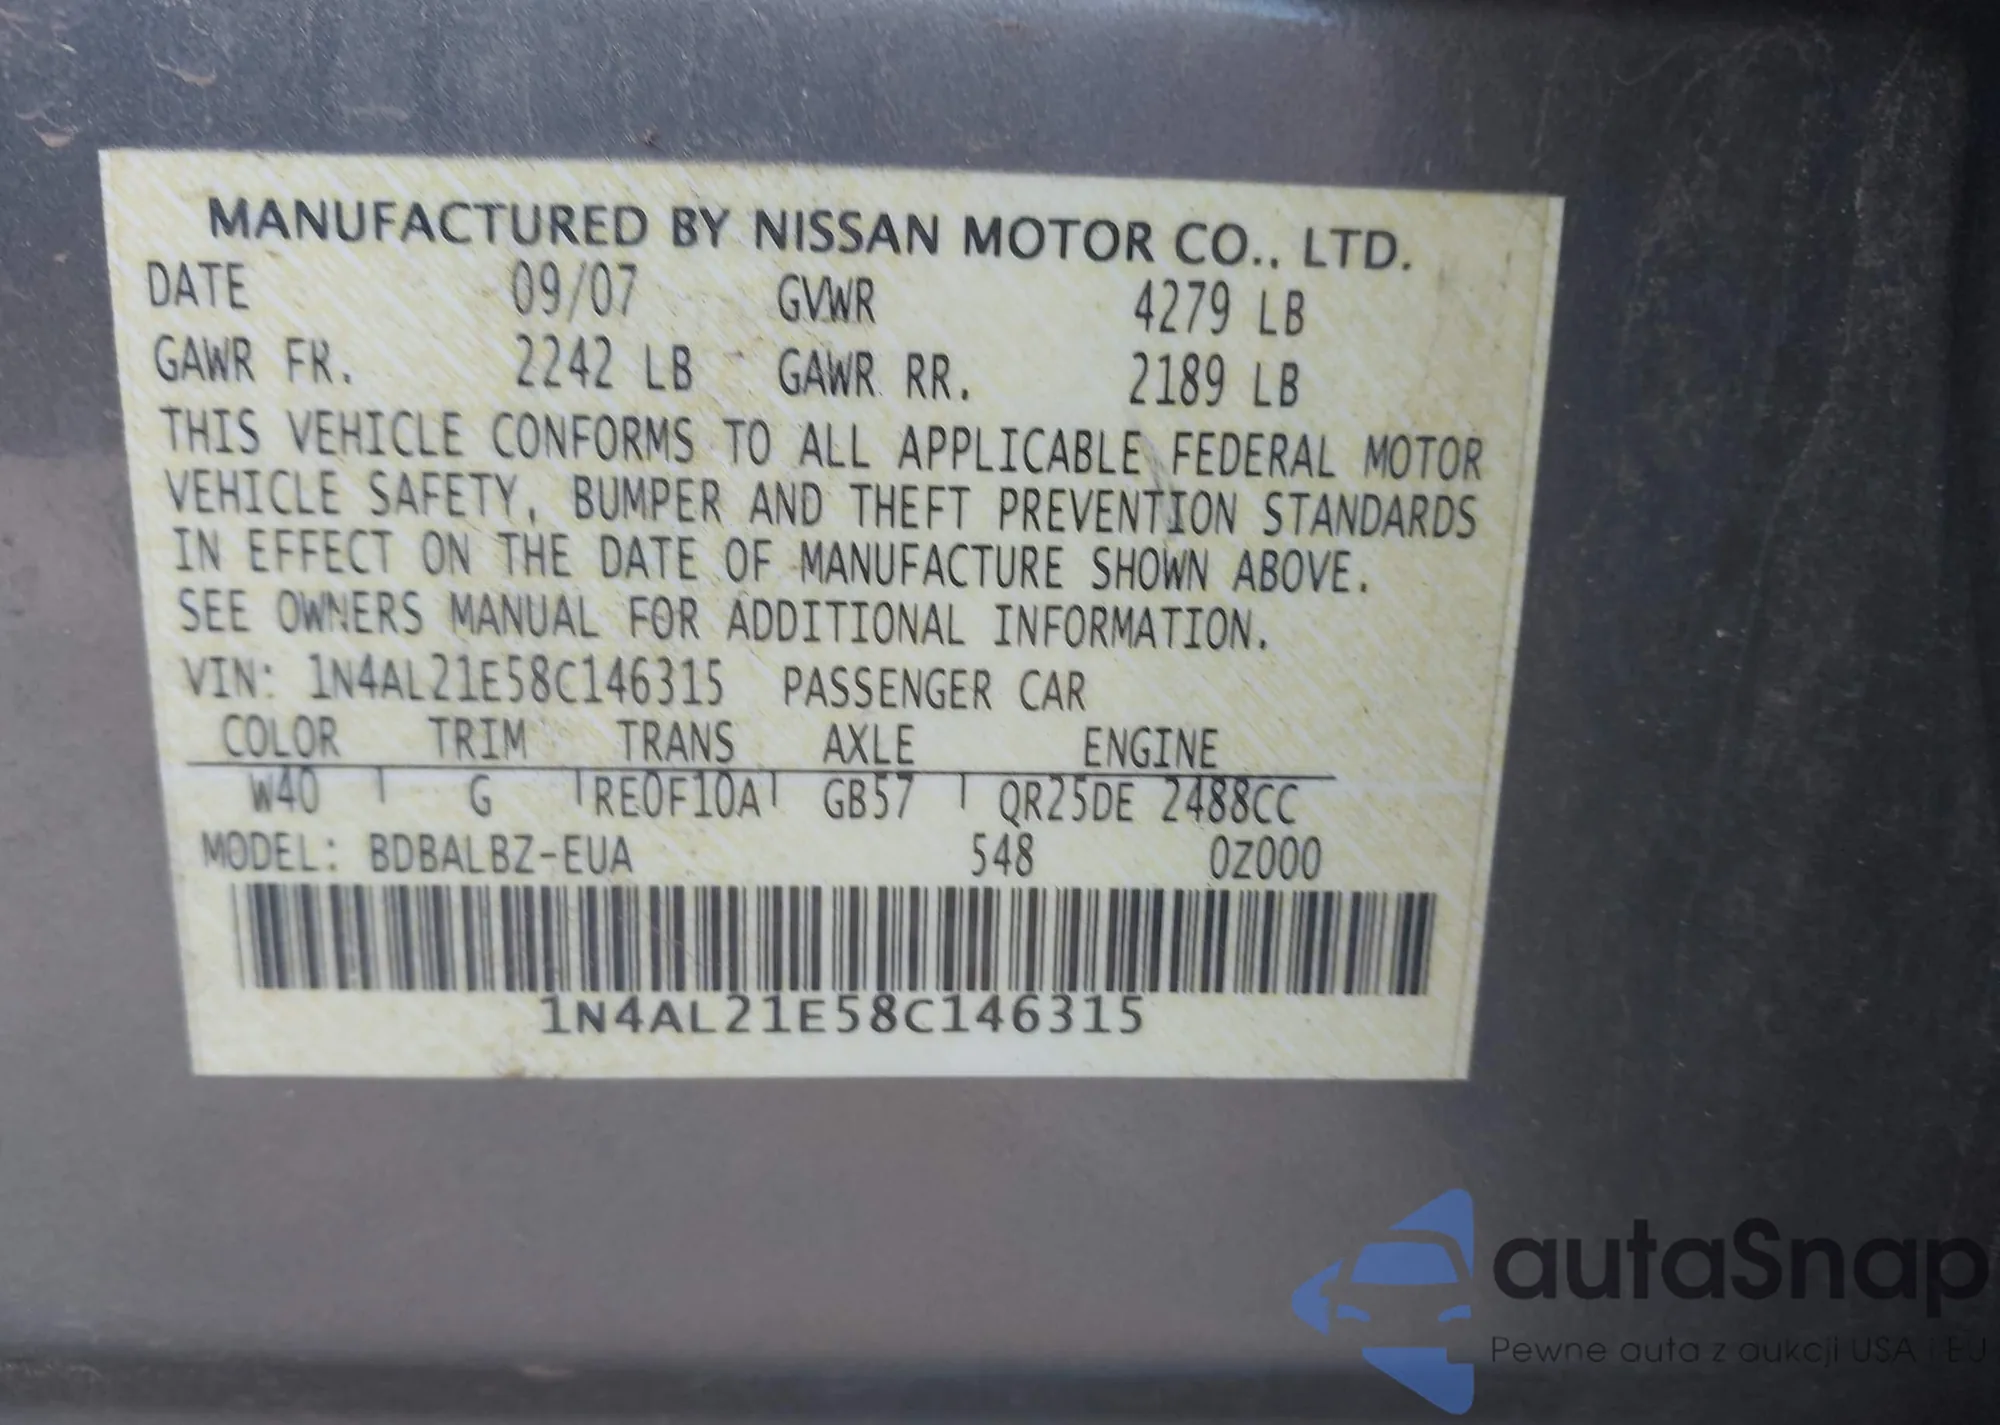 MANUFACTURED BY NISSAN MOTOR CO., LTD.
DATE 09/07 GVWR 4279 LB
GAWR FR. 2242 LB GAWR RR. 2189 LB
THIS VEHICLE CONFORMS TO ALL APPLICABLE FEDERAL MOTOR
VEHICLE SAFETY, BUMPER AND THEFT PREVENTION STANDARDS
IN EFFECT ON THE DATE OF MANUFACTURE SHOWN ABOVE.
SEE OWNERS MANUAL FOR ADDITIONAL INFORMATION.
VIN: 1N4AL21E58C146315 PASSENGER CAR
COLOR TRIM TRANS AXLE ENGINE
W40 G RE0F10A GB57 QR25DE 2488CC
MODEL: BDBALBZ-EUA 548 0Z000
1N4AL21E58C146315
autaSnap
Pewne auta z aukcji USA i EU